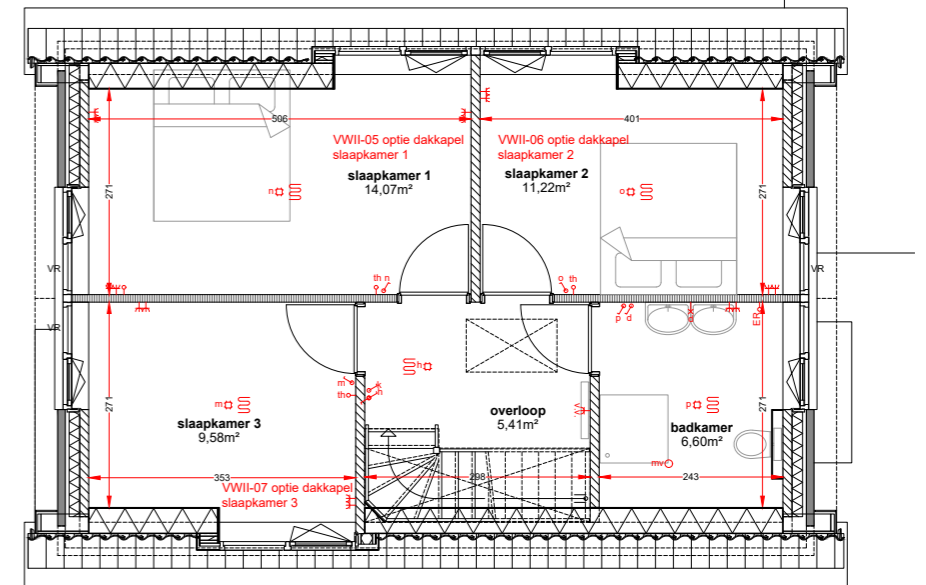 506
401
VWII-05 optie dakkapel
slaapkamer 1
VWII-06 optie dakkapel
slaapkamer 2
slaapkamer 1
14,07m²
slaapkamer 2
11,22m²
271
271
n
o
VR
VR
th n
o th
VR
p d
ER
271
271
h
m
th
k
h
m
p
slaapkamer 3
9,58m²
overloop
5,41m²
v.v.
badkamer
6,60m²
mv
353
298
243
VWII-07 optie dakkapel
slaapkamer 3